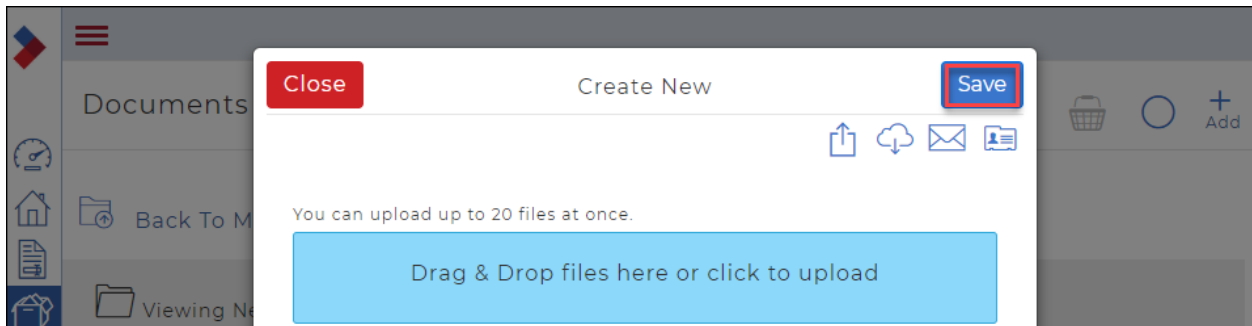 Close
Create New
Save
Documents
Add
Back To M
You can upload up to 20 files at once.
Drag & Drop files here or click to upload
Viewing Ne